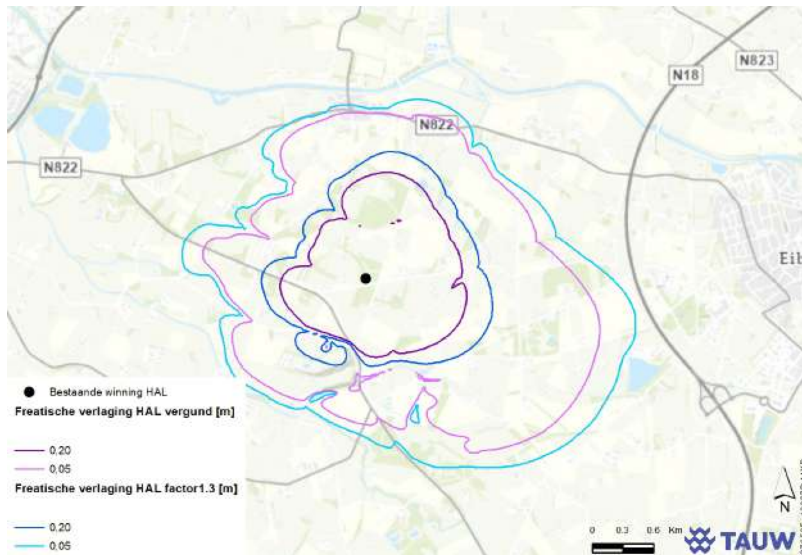 N823
N18
N822
N822
Eib
Bestaande winning HAL
Freatische verlaging HAL vergund [m]
0,20
0,05
Freatische verlaging HAL factor1.3 [m]
0,20
0,05
N
0 0.3 0.6 Km
TAUW